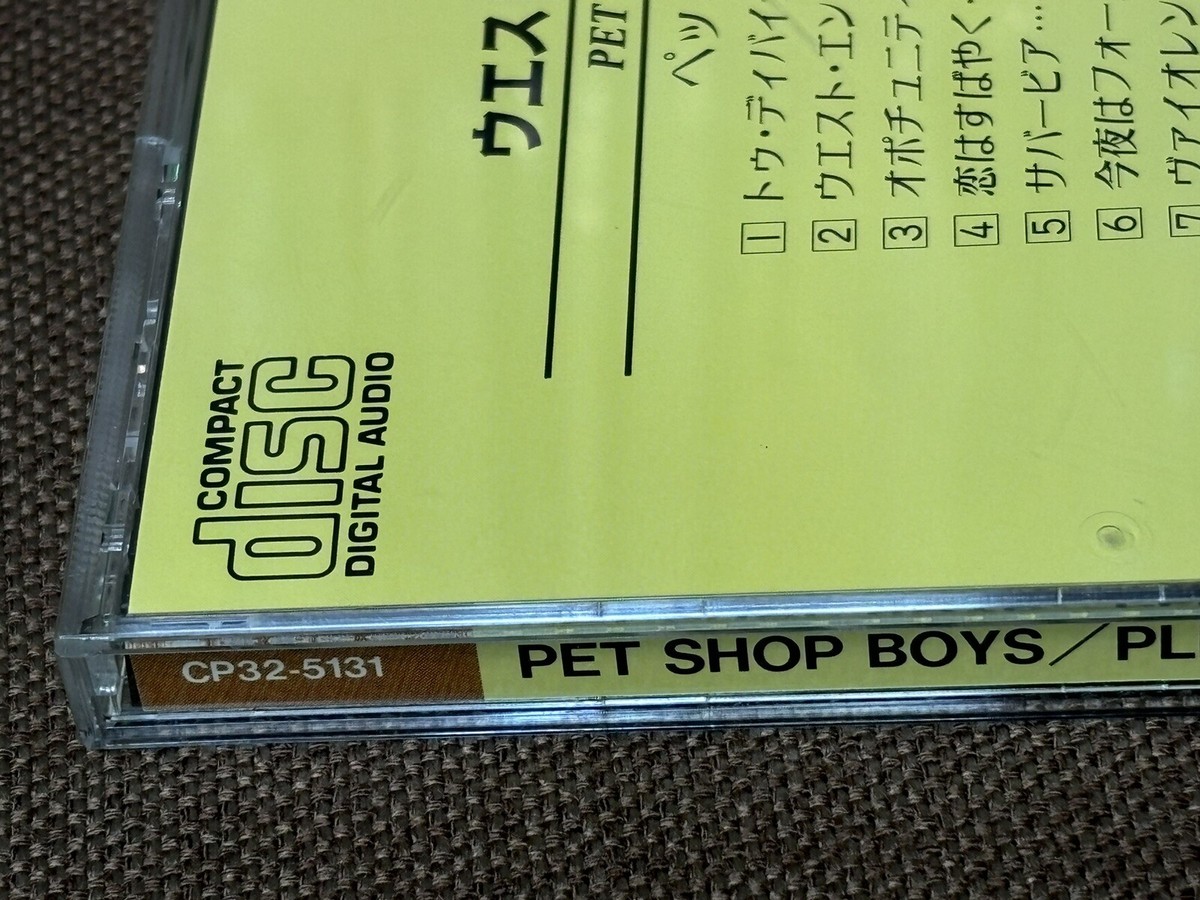 ウエス
PET
ペッ
1 トゥ・ディバイ
2 ウエスト・エン
3 オポチュニティ
4 恋はすばやく
5 サバービア…
6 今夜はフォー
7 ヴァイオレン
COMPACT
disc
DIGITAL AUDIO
CP32-5131 PET SHOP BOYS／PL